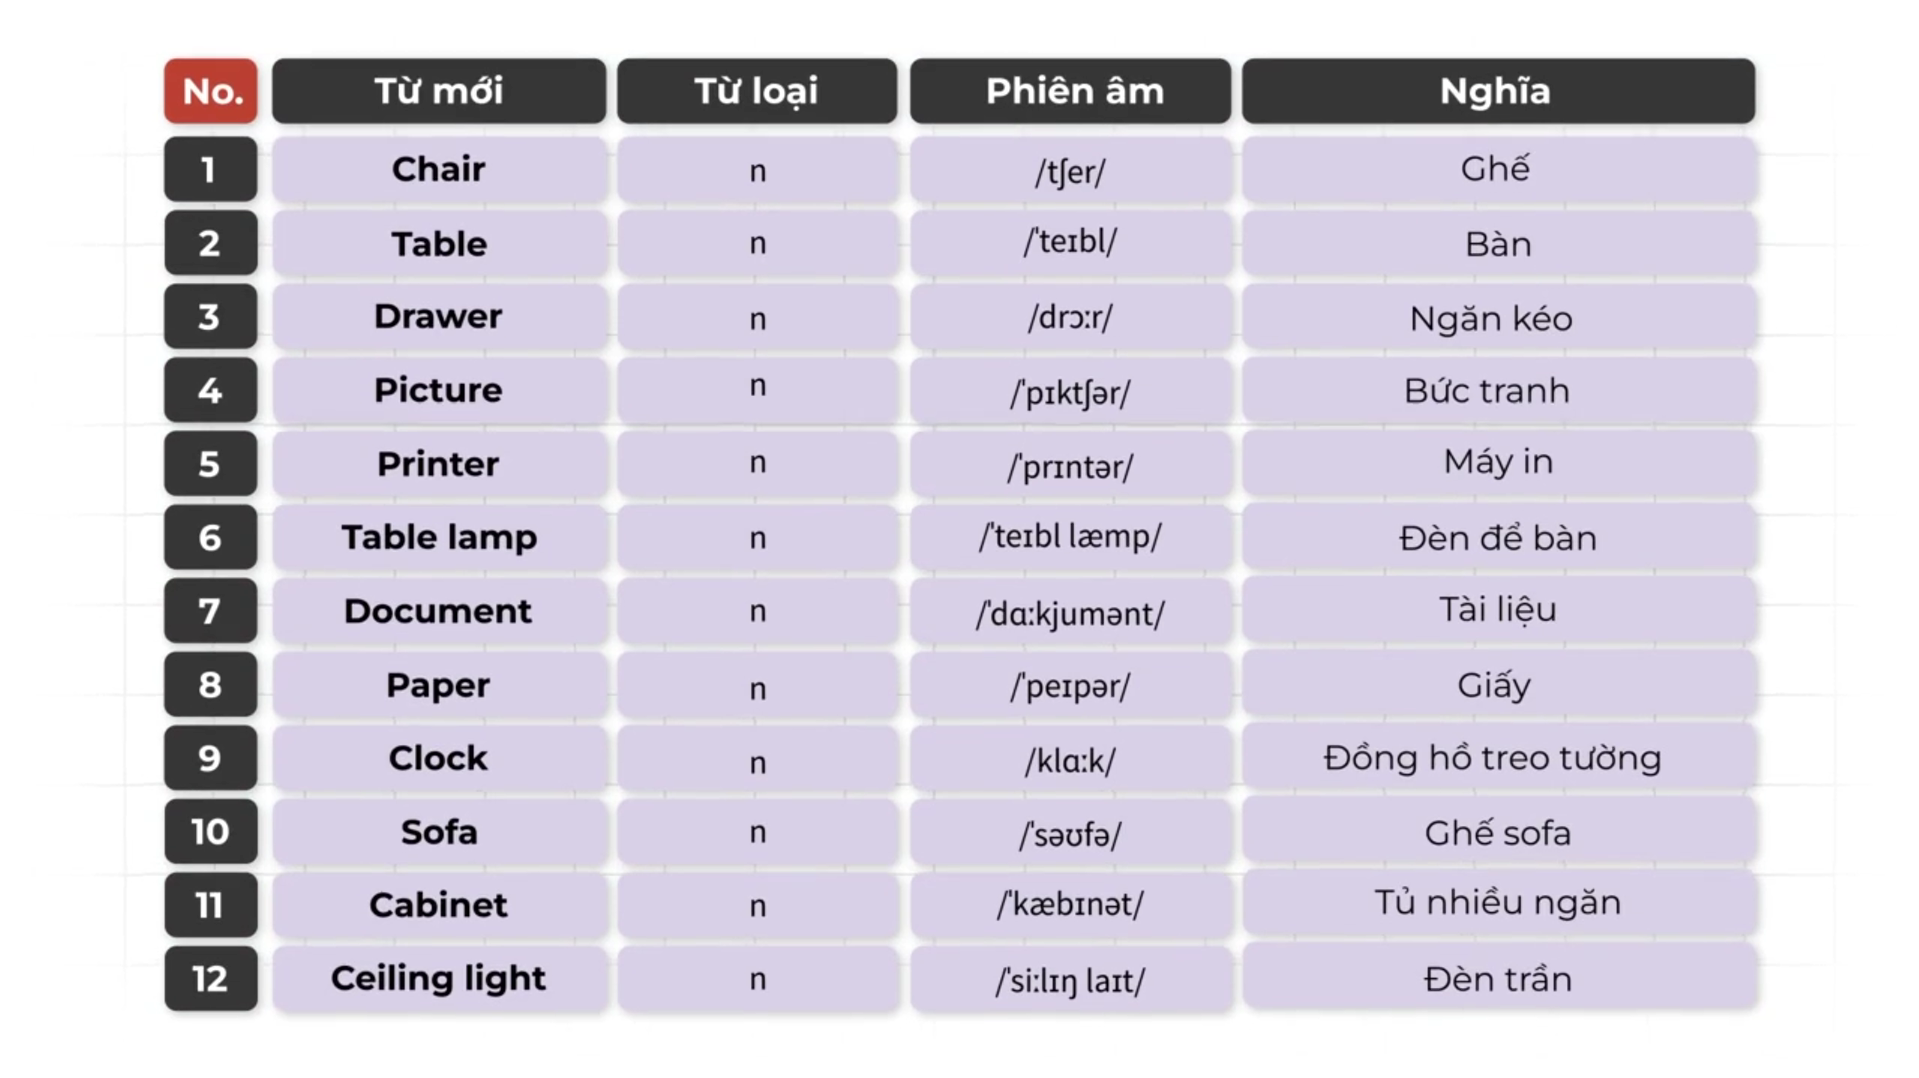 No. Từ mới Từ loại Phiên âm Nghĩa
1 Chair n /tʃer/ Ghế
2 Table n /ˈteɪbl/ Bàn
3 Drawer n /drɔːr/ Ngăn kéo
4 Picture n /ˈpɪktʃər/ Bức tranh
5 Printer n /ˈprɪntər/ Máy in
6 Table lamp n /ˈteɪbl læmp/ Đèn để bàn
7 Document n /ˈdɑːkjumənt/ Tài liệu
8 Paper n /ˈpeɪpər/ Giấy
9 Clock n /klɑːk/ Đồng hồ treo tường
10 Sofa n /ˈsəʊfə/ Ghế sofa
11 Cabinet n /ˈkæbɪnət/ Tủ nhiều ngăn
12 Ceiling light n /ˈsiːlɪŋ laɪt/ Đèn trần